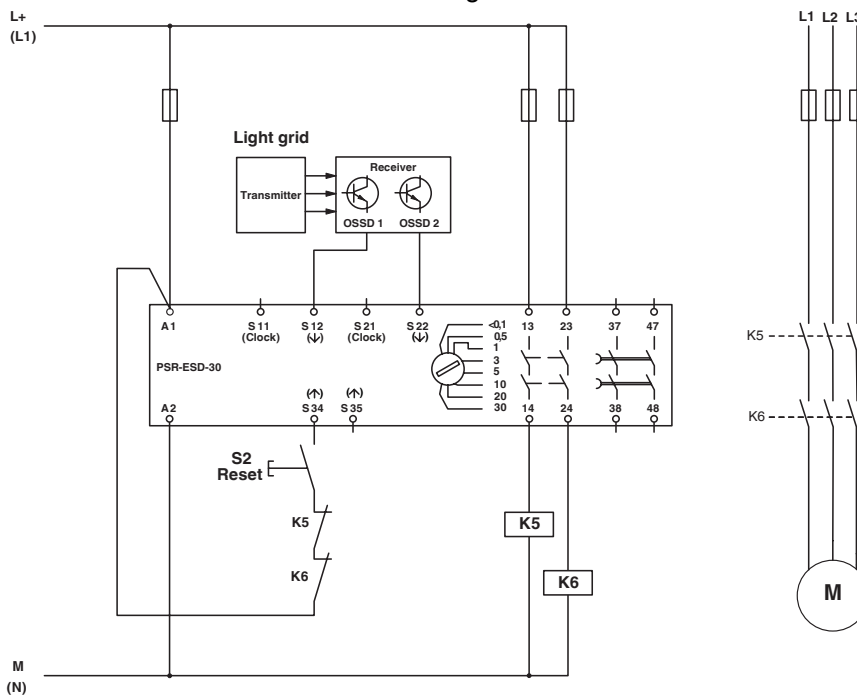 g
L+
(L1)
L1 L2 L3
Light grid
Receiver
Transmitter
OSSD 1 OSSD 2
A1 S11 S12 S21 S22 <0,1 13 23 37 47
(Clock) (↓) (Clock) (↓) 0,5
1
K5
PSR-ESD-30 3
5
(↑) (↑) 10
20
A2 S34 S35 30 14 24 38 48
K6
S2
Reset
K5
K5
K6
K6
M
M
(N)